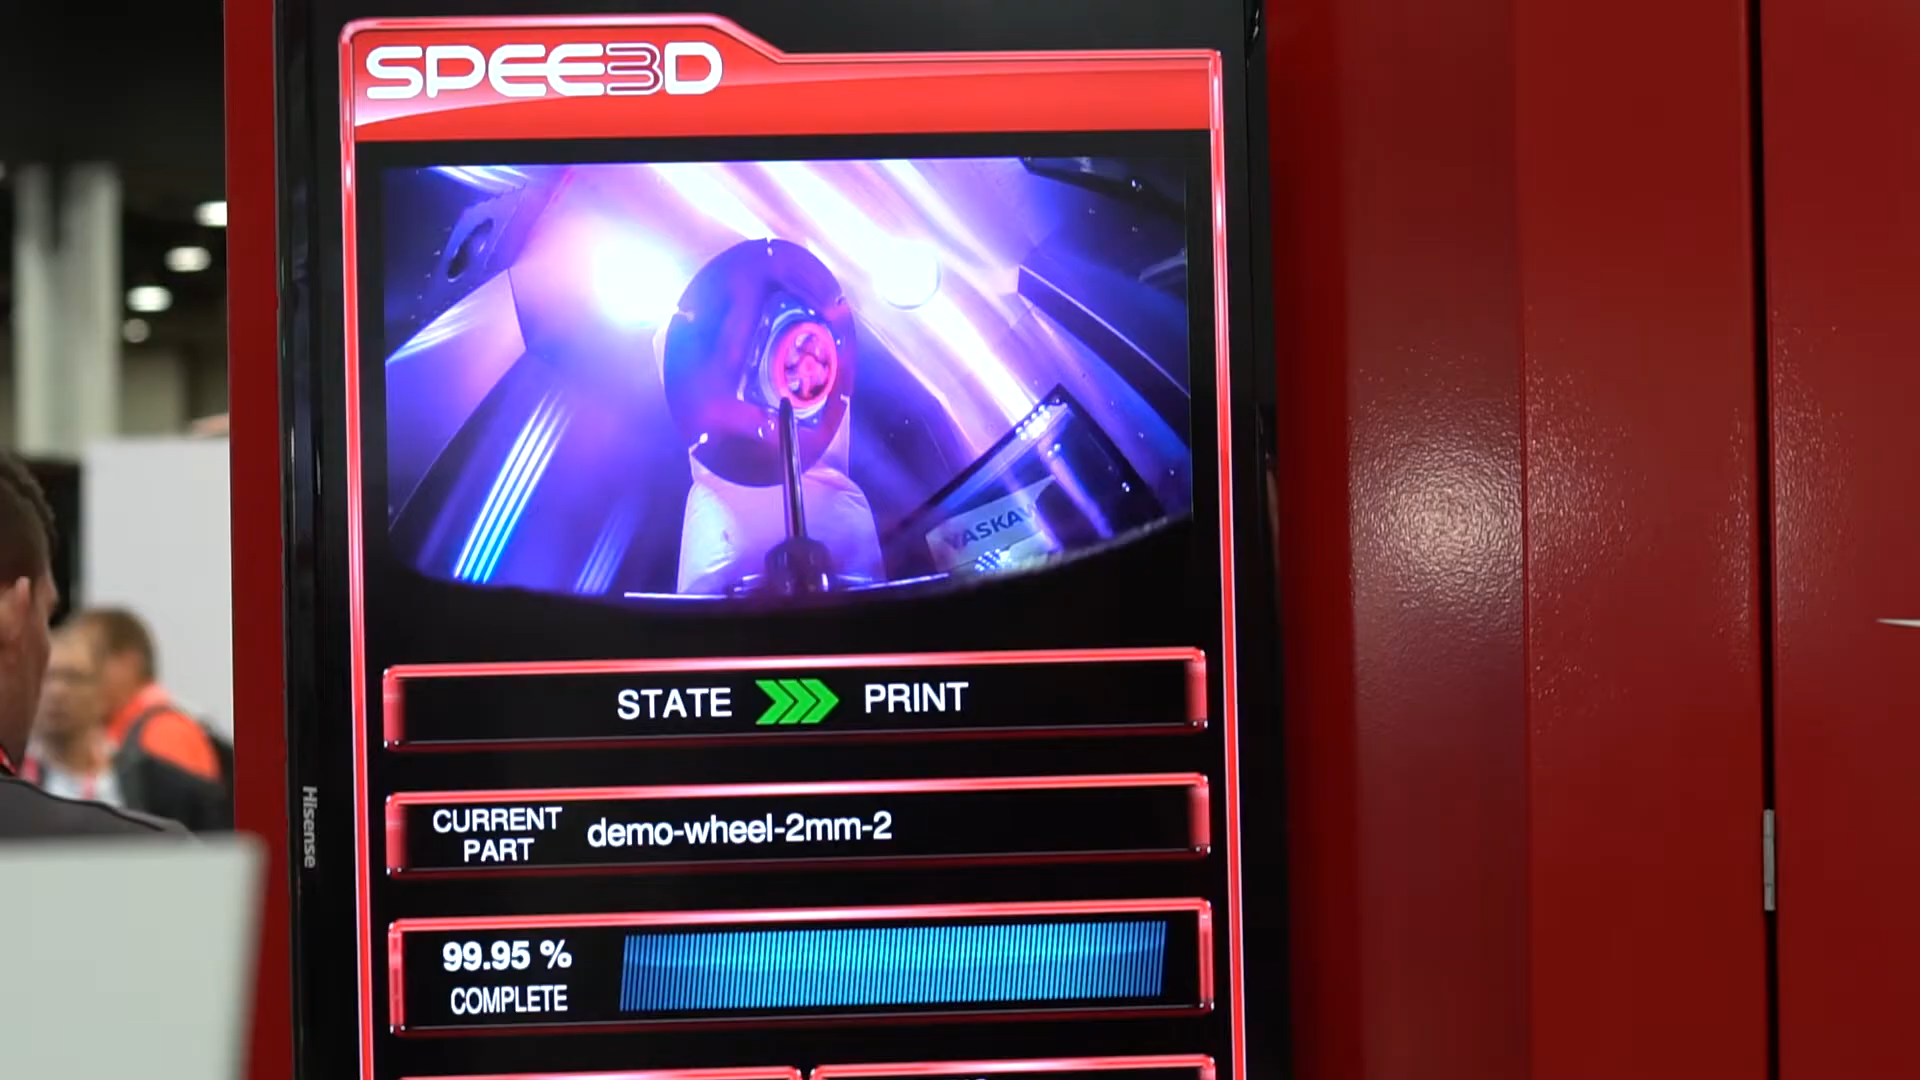 SPEE3D
YASKAW
STATE >>> PRINT
CURRENT PART demo-wheel-2mm-2
99.95 % COMPLETE
Hisense